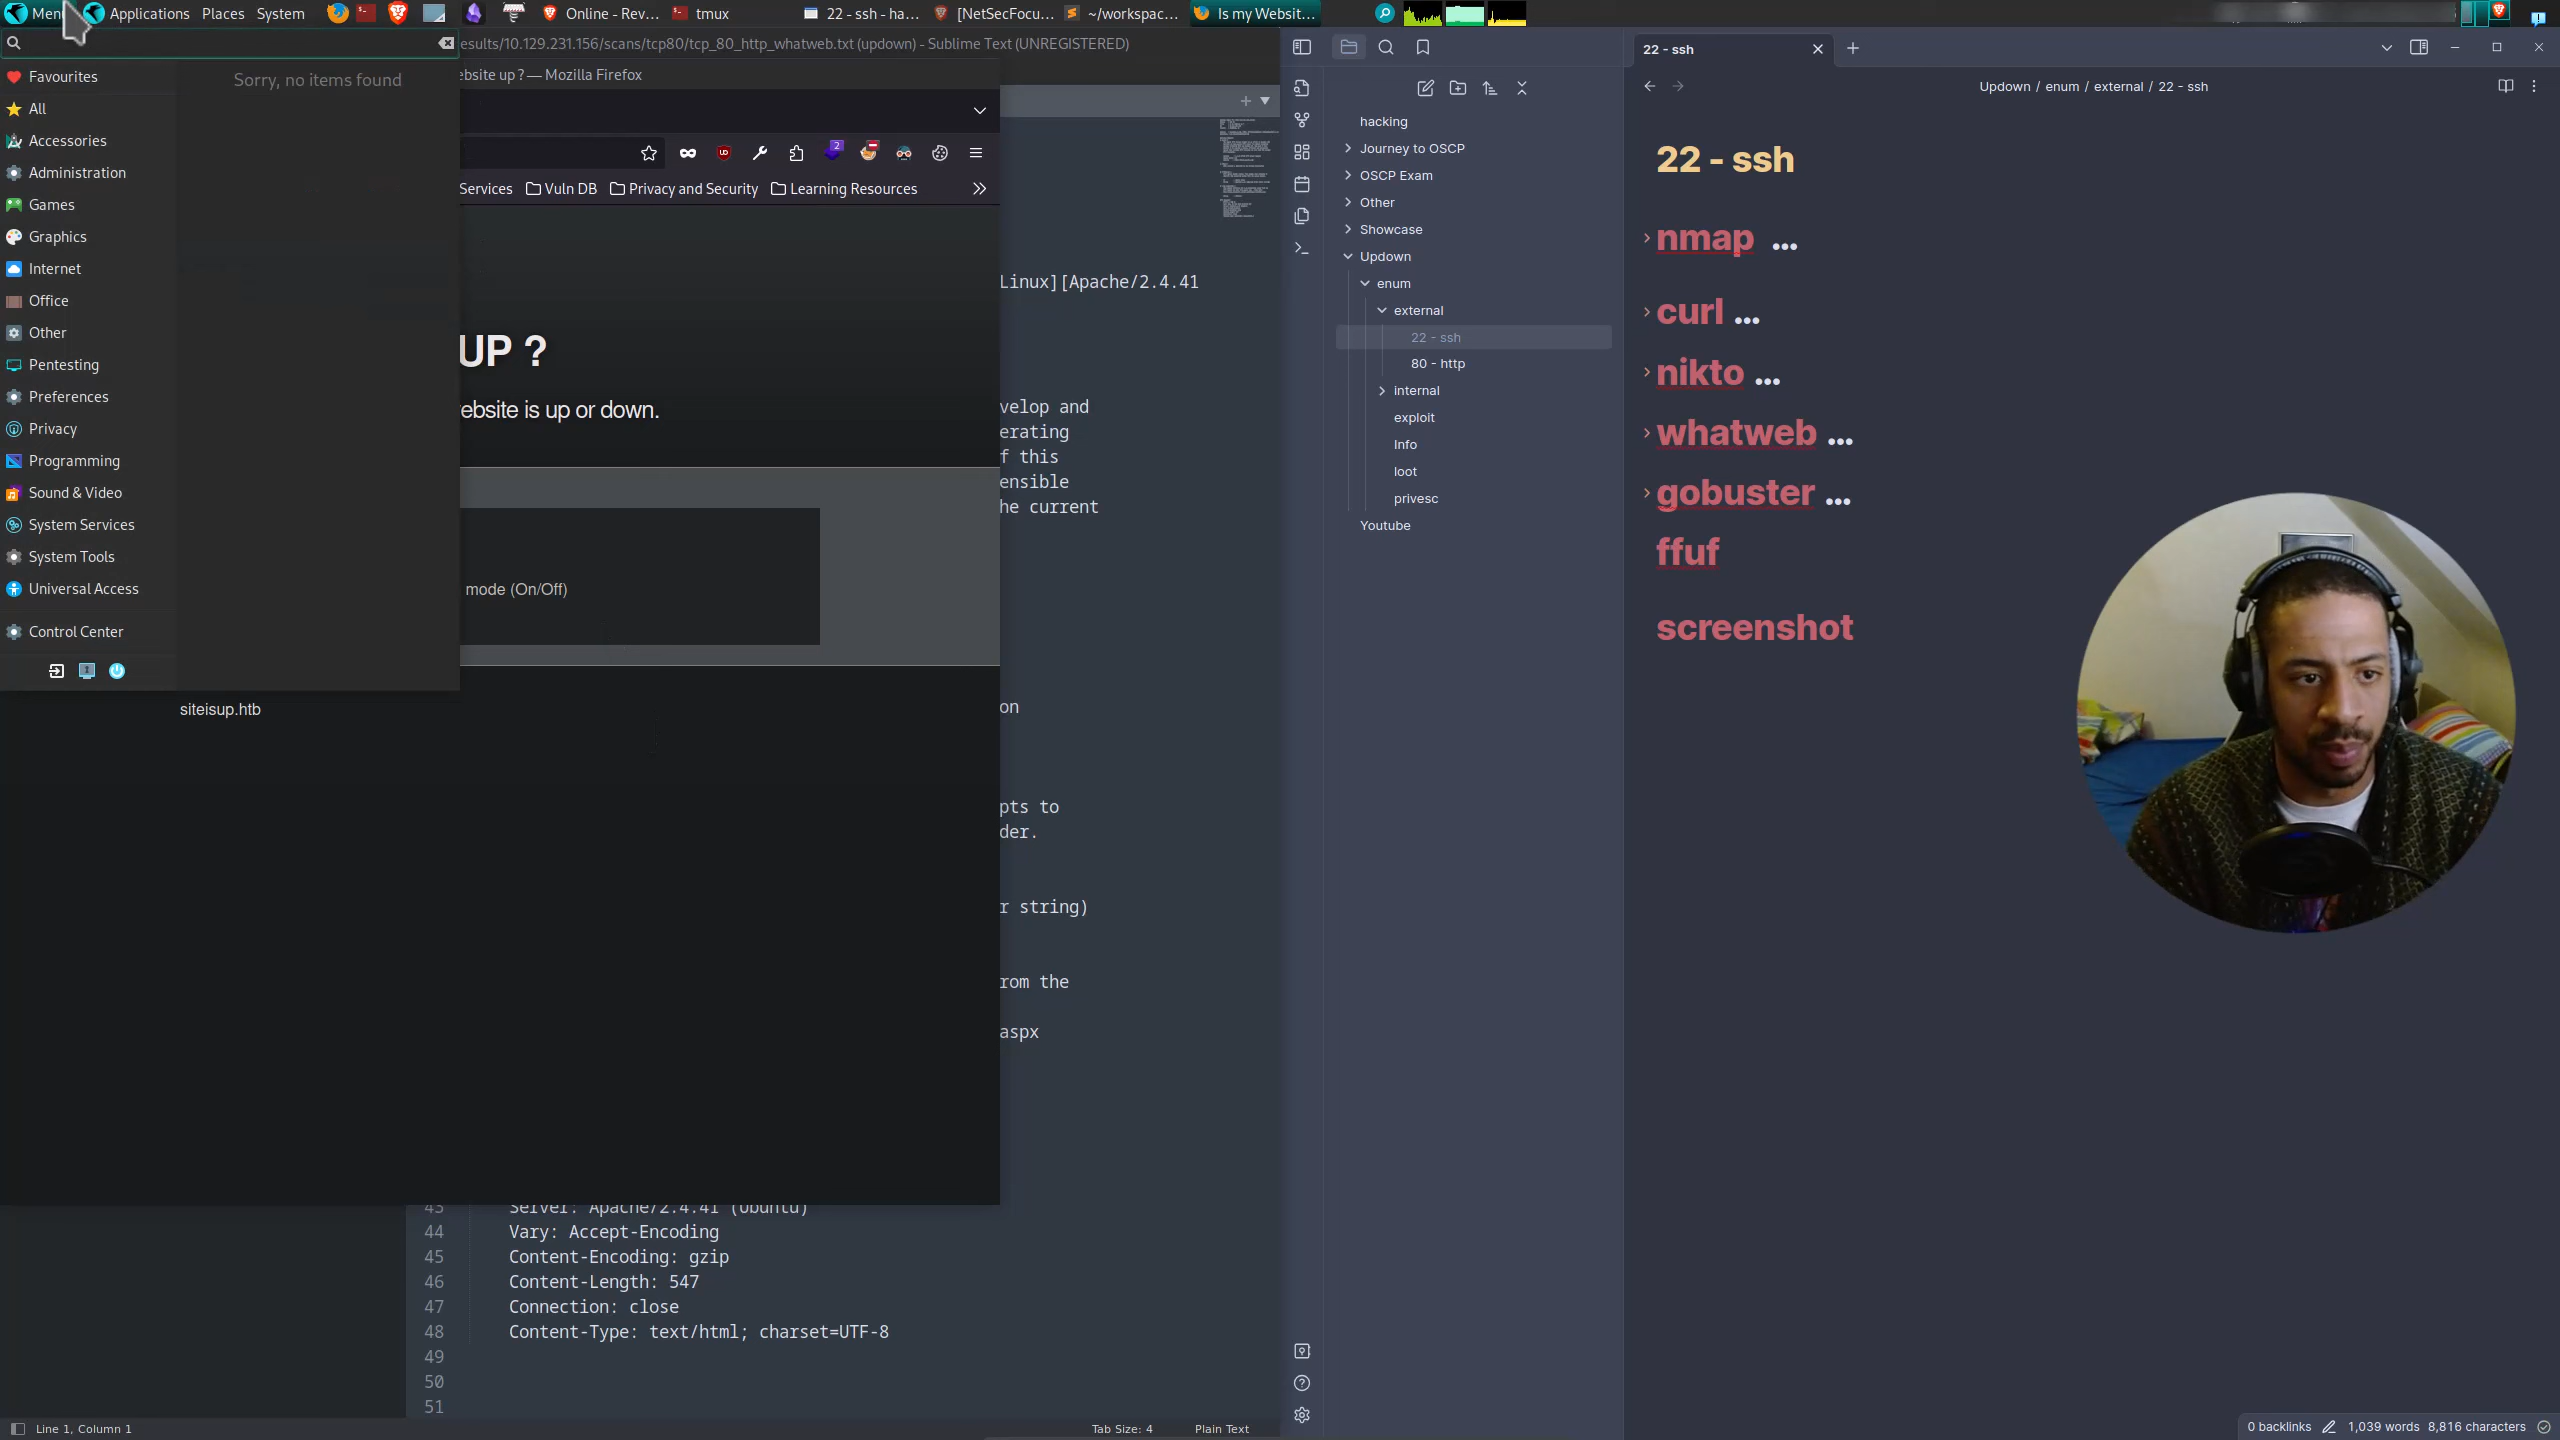 Menu Applications Places System Online - Rev... tmux 22 - ssh - ha... [NetSecFocu... ~/workspac... Is my Websit...
esults/10.129.231.156/scans/tcp80/tcp_80_http_whatweb.txt (updown) - Sublime Text (UNREGISTERED)
ebsite up ? — Mozilla Firefox
Favourites
Sorry, no items found
All
Accessories
Administration
Games
Graphics
Internet
Office
Other
Pentesting
Preferences
Privacy
Programming
Sound & Video
System Services
System Tools
Universal Access
Control Center
2
Services Vuln DB Privacy and Security Learning Resources
UP ?
ebsite is up or down.
mode (On/Off)
siteisup.htb
Linux][Apache/2.4.41
velop and
erating
f this
ensible
he current
on
pts to
der.
r string)
rom the
aspx
43 Server: Apache/2.4.41 (Ubuntu)
44 Vary: Accept-Encoding
45 Content-Encoding: gzip
46 Content-Length: 547
47 Connection: close
48 Content-Type: text/html; charset=UTF-8
49
50
51
Line 1, Column 1 Tab Size: 4 Plain Text
22 - ssh
Updown / enum / external / 22 - ssh
hacking
Journey to OSCP
OSCP Exam
Other
Showcase
Updown
enum
external
22 - ssh
80 - http
internal
exploit
Info
loot
privesc
Youtube
22 - ssh
nmap ...
curl ...
nikto ...
whatweb ...
gobuster ...
ffuf
screenshot
0 backlinks 1,039 words 8,816 characters